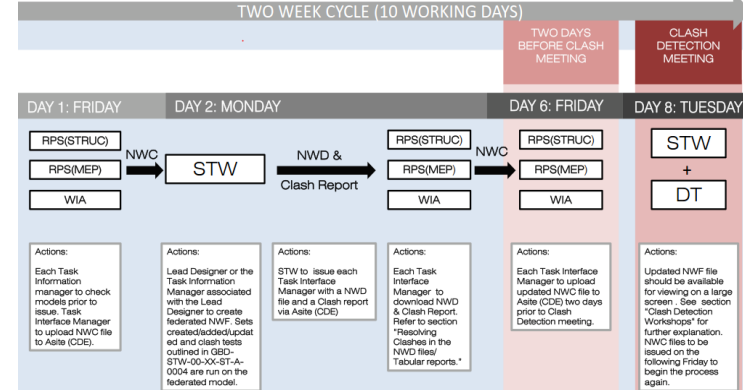 TWO WEEK CYCLE (10 WORKING DAYS)
TWO DAYS
BEFORE CLASH
MEETING
CLASH
DETECTION
MEETING
DAY 1: FRIDAY
DAY 2: MONDAY
DAY 6: FRIDAY
DAY 8: TUESDAY
RPS(STRUC)
RPS(MEP)
WIA
NWC
STW
NWD &
Clash Report
RPS(STRUC)
RPS(MEP)
WIA
NWC
RPS(STRUC)
RPS(MEP)
WIA
STW
+
DT
Actions:
Each Task
Information
manager to check
models prior to
issue. Task
Interface Manager
to upload NWC file
to Asite (CDE).
Actions:
Lead Designer or the
Task Information
Manager associated
with the Lead
Designer to create
federated NWF. Sets
created/added/updat
ed and clash tests
outlined in GBD-
STW-00-XX-ST-A-
0004 are run on the
federated model.
Actions:
STW to issue each
Task Interface
Manager with a NWD
file and a Clash report
via Asite (CDE)
Actions:
Each Task
Interface
Manager to
download NWD
& Clash Report.
Refer to section
"Resolving
Clashes in the
NWD files/
Tabular reports."
Actions:
Each Task Interface
Manager to upload
updated NWC file to
Asite (CDE) two days
prior to Clash
Detection meeting.
Actions:
Updated NWF file
should be available
for viewing on a large
screen . See section
"Clash Detection
Workshops" for
further explanation.
NWC files to be
issued on the
following Friday to
begin the process
again.